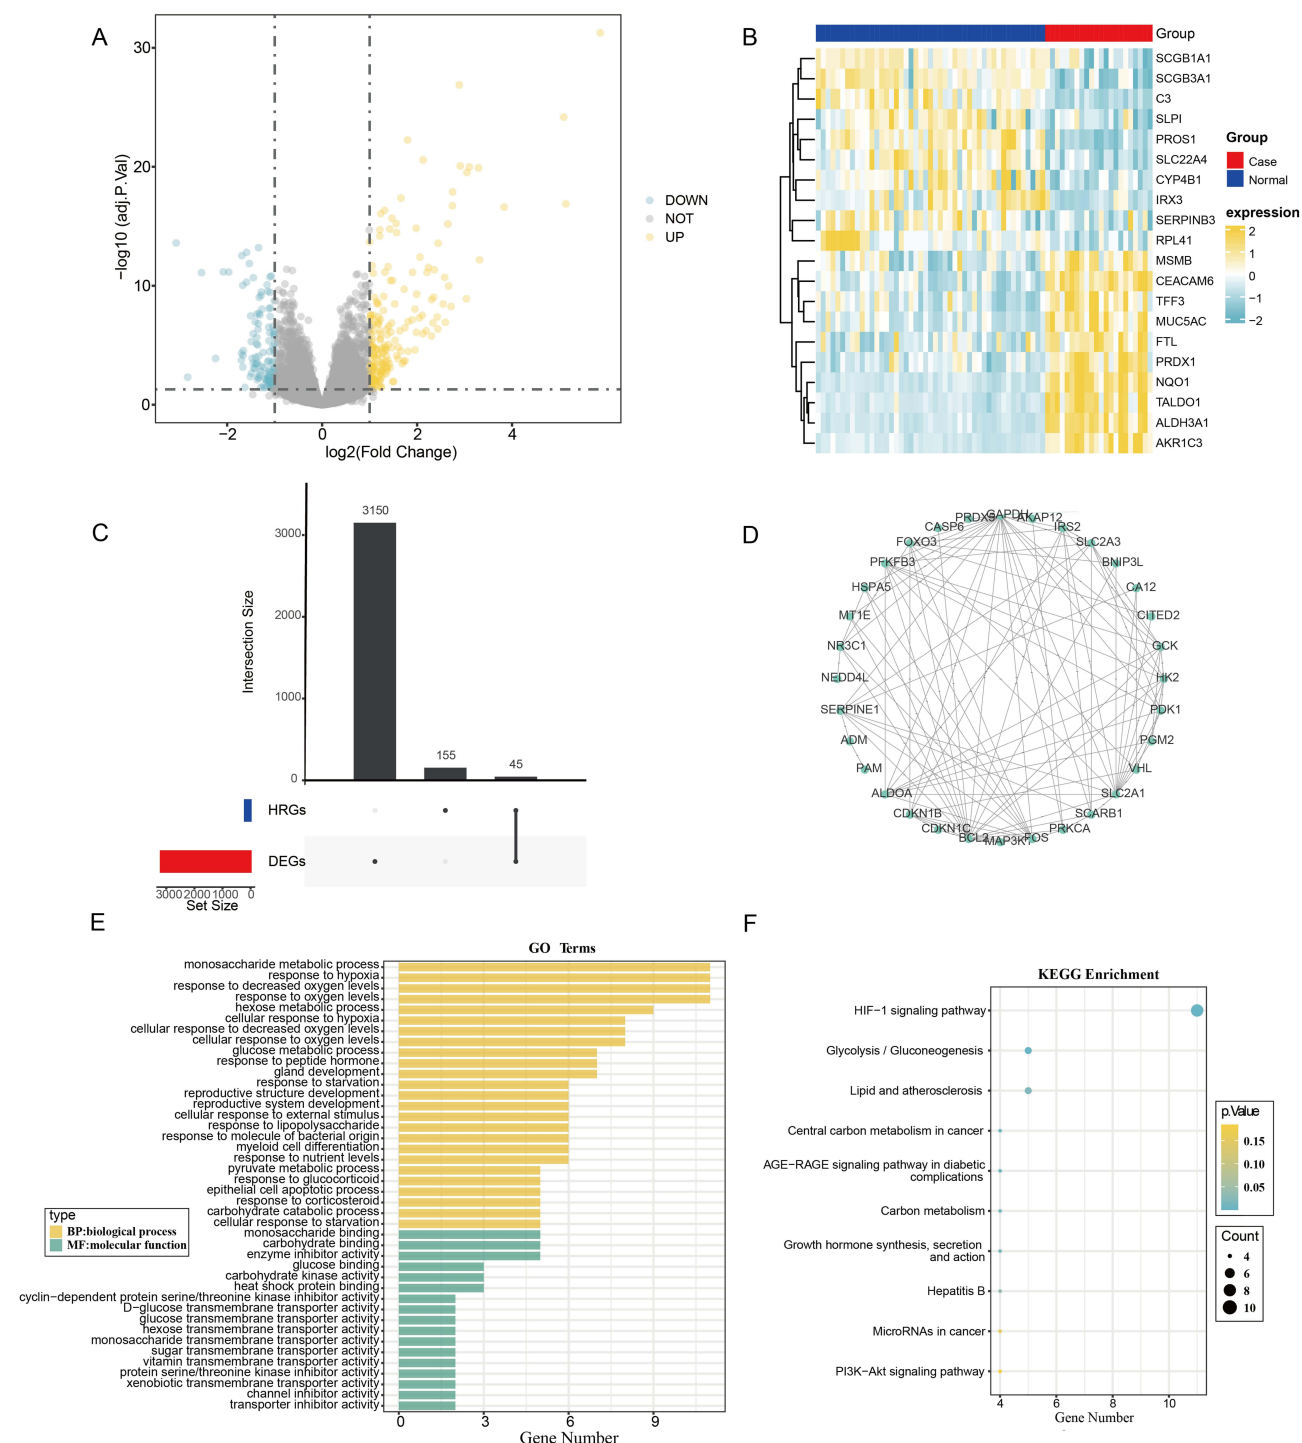 A
30
20
10
0
−log10 (adj.P.Val)
−2
0
2
4
log2(Fold Change)
DOWN
NOT
UP
B
Group
SCGB1A1
SCGB3A1
C3
SLPI
PROS1
SLC22A4
CYP4B1
IRX3
SERPINB3
RPL41
MSMB
CEACAM6
TFF3
MUC5AC
FTL
PRDX1
NQO1
TALDO1
ALDH3A1
AKR1C3
Group
Case
Normal
expression
2
1
0
−1
−2
C
3150
155
45
3000
2000
1000
0
Intersection Size
HRGs
DEGs
3000 2000 1000 0
Set Size
D
GAPDH
AKAP12
IRS2
SLC2A3
BNIP3L
CA12
CITED2
GCK
HK2
PDK1
PGM2
VHL
SLC2A1
SCARB1
PRKCA
FOS
BCL2
CDKN1C
CDKN1B
ALDOA
PAM
ADM
SERPINE1
NEDD4L
NR3C1
MT1E
HSPA5
PFKFB3
FOXO3
CASP6
E
GO Terms
monosaccharide metabolic process
response to hypoxia
response to decreased oxygen levels
response to oxygen levels
hexose metabolic process
cellular response to hypoxia
cellular response to decreased oxygen levels
cellular response to oxygen levels
glucose metabolic process
response to peptide hormone
gland development
response to starvation
reproductive structure development
reproductive system development
cellular response to external stimulus
response to lipopolysaccharide
response to molecule of bacterial origin
myeloid cell differentiation
response to nutrient levels
pyruvate metabolic process
response to glucocorticoid
epithelial cell apoptotic process
response to corticosteroid
carbohydrate catabolic process
cellular response to starvation
monosaccharide binding
carbohydrate binding
enzyme inhibitor activity
glucose binding
carbohydrate kinase activity
heat shock protein binding
cyclin−dependent protein serine/threonine kinase inhibitor activity
D−glucose transmembrane transporter activity
glucose transmembrane transporter activity
hexose transmembrane transporter activity
monosaccharide transmembrane transporter activity
sugar transmembrane transporter activity
vitamin transmembrane transporter activity
protein serine/threonine kinase inhibitor activity
xenobiotic transmembrane transporter activity
channel inhibitor activity
transporter inhibitor activity
0
3
6
9
Gene Number
type
BP:biological process
MF:molecular function
F
KEGG Enrichment
HIF−1 signaling pathway
Glycolysis / Gluconeogenesis
Lipid and atherosclerosis
Central carbon metabolism in cancer
AGE−RAGE signaling pathway in diabetic
complications
Carbon metabolism
Growth hormone synthesis, secretion
and action
Hepatitis B
MicroRNAs in cancer
PI3K−Akt signaling pathway
4
6
8
10
Gene Number
p.Value
0.15
0.10
0.05
Count
4
6
8
10